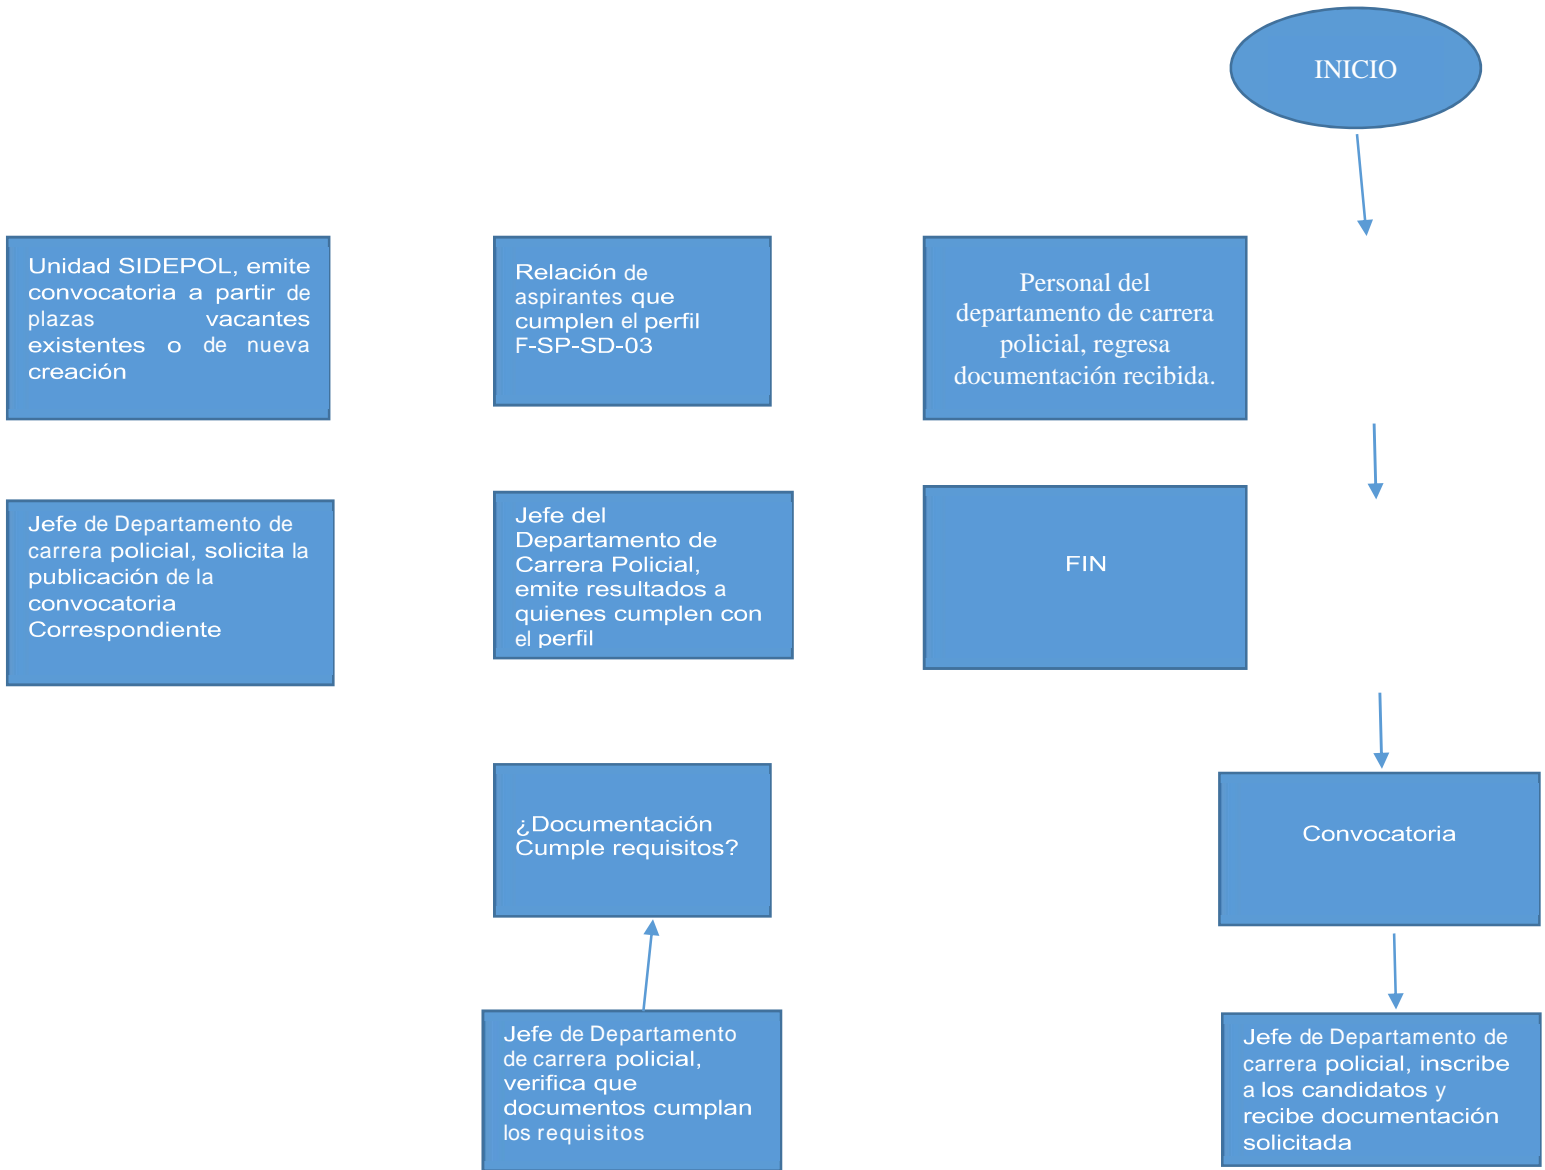 INICIO
Unidad SIDEPOL, emite
convocatoria a partir de
plazas vacantes
existentes o de nueva
creación
Relación de
aspirantes que
cumplen el perfil
F-SP-SD-03
Personal del
departamento de carrera
policial, regresa
documentación recibida.
Jefe de Departamento de
carrera policial, solicita la
publicación de la
convocatoria
Correspondiente
Jefe del
Departamento de
Carrera Policial,
emite resultados a
quienes cumplen con
el perfil
FIN
¿Documentación
Cumple requisitos?
Convocatoria
Jefe de Departamento
de carrera policial,
verifica que
documentos cumplan
los requisitos
Jefe de Departamento de
carrera policial, inscribe
a los candidatos y
recibe documentación
solicitada